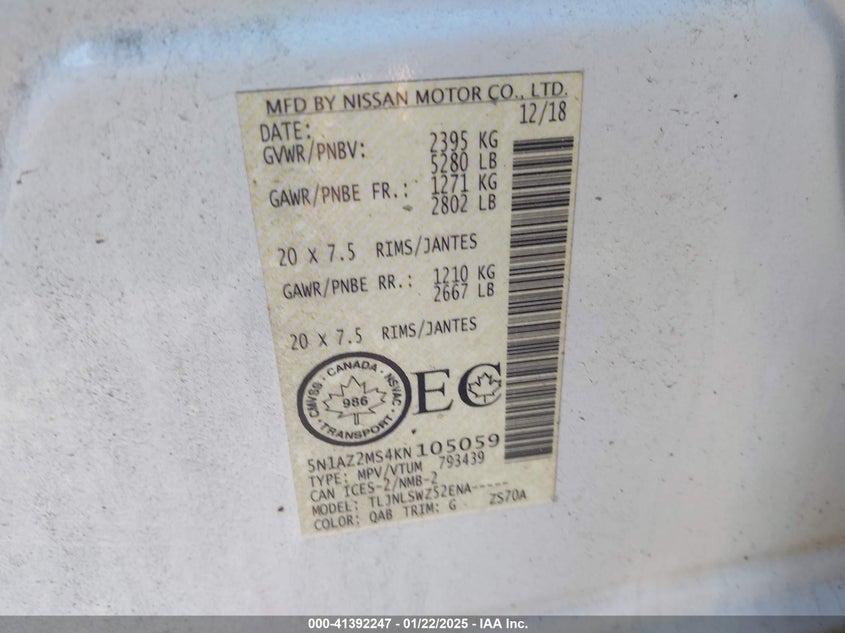 MFD BY NISSAN MOTOR CO., LTD.
DATE: 12/18
GVWR/PNBV: 2395 KG
5280 LB
GAWR/PNBE FR.: 1271 KG
2802 LB
20 X 7.5 RIMS/JANTES
GAWR/PNBE RR.: 1210 KG
2667 LB
20 X 7.5 RIMS/JANTES
CMVSS · CANADA · NSVAC · TRANSPORT ·
986
EC
5N1AZ2MS4KN105059
TYPE: MPV/VTUM 793439
CAN ICES-2/NMB-2
MODEL: TLJNLSWZ52ENA-----
COLOR: QAB TRIM: G ZS70A
000-41392247 - 01/22/2025 - IAA Inc.